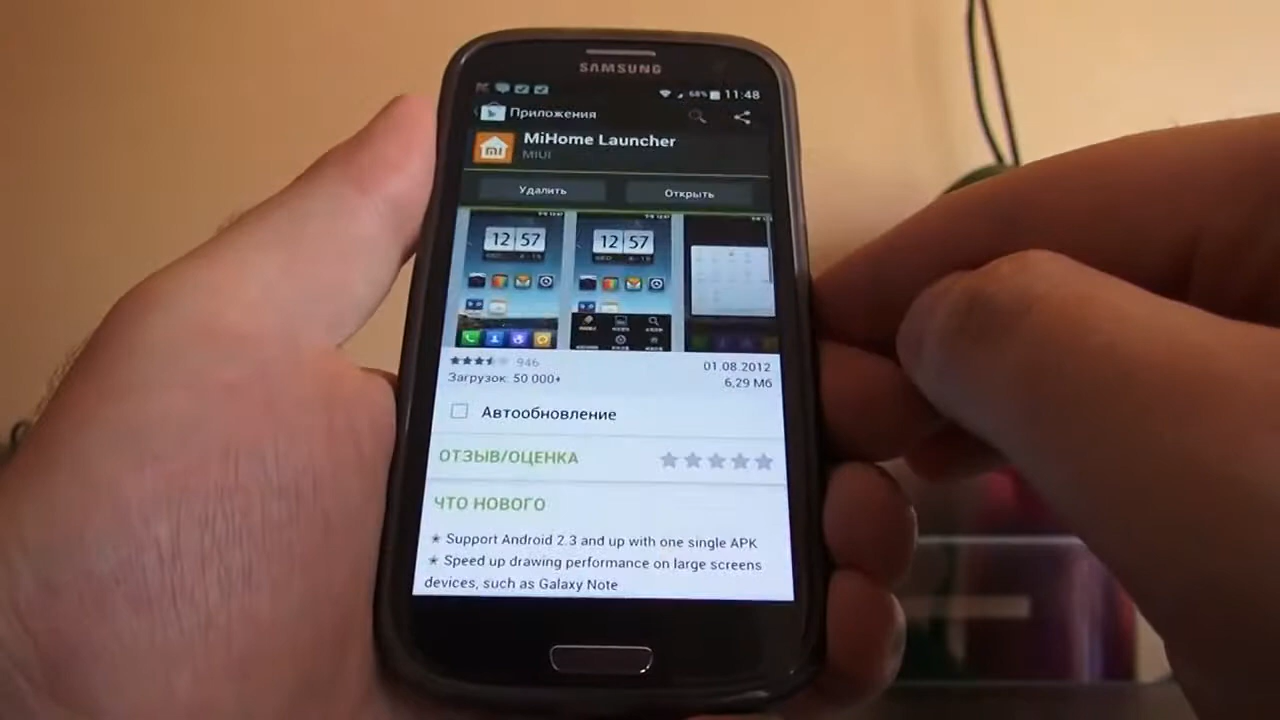 SAMSUNG
68% 11:48
Приложения
MiHome Launcher
MIUI
Удалить Открыть
12 57 12 57
946 01.08.2012
Загрузок: 50 000+ 6,29 Мб
Автообновление
ОТЗЫВ/ОЦЕНКА
ЧТО НОВОГО
✶ Support Android 2.3 and up with one single APK
✶ Speed up drawing performance on large screens
devices, such as Galaxy Note